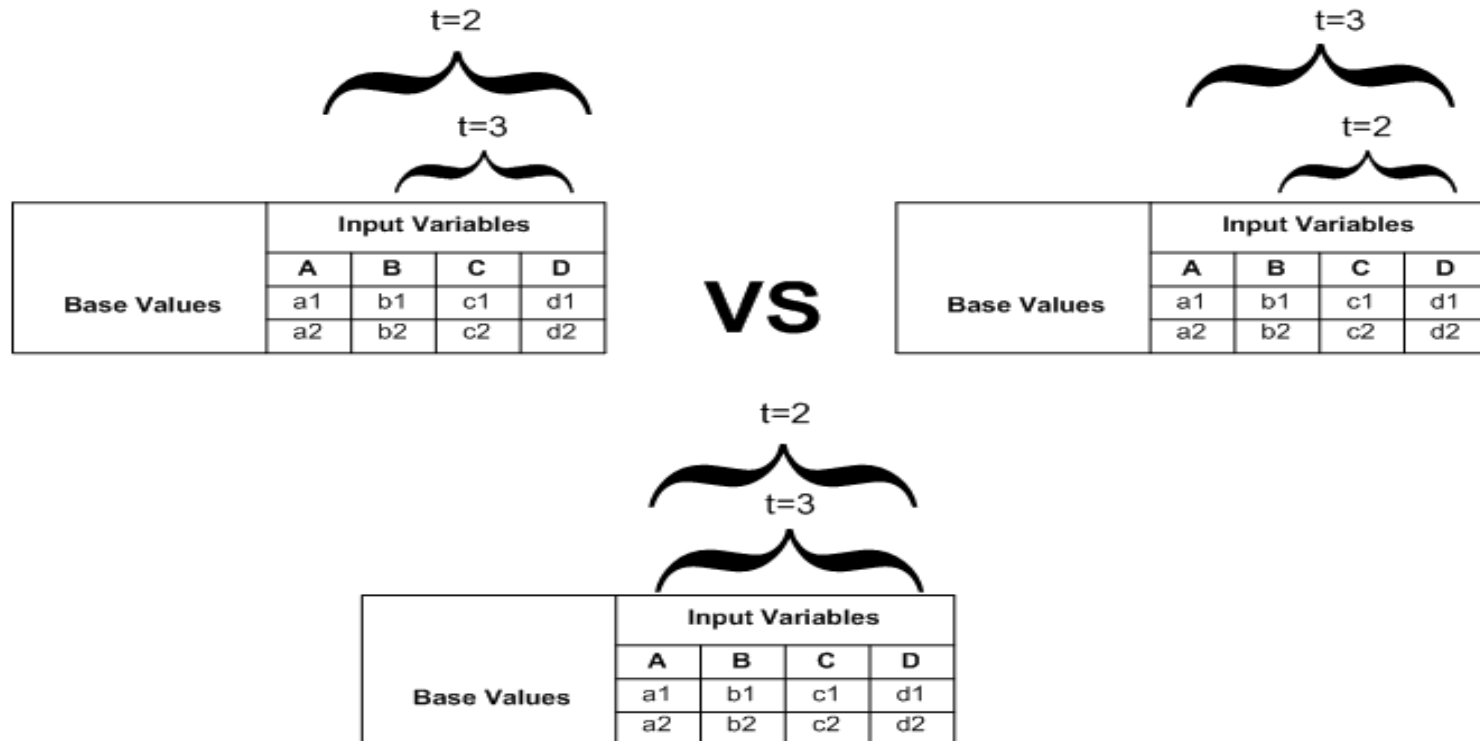 t=2
t=3
Input Variables
A B C D
Base Values
a1 b1 c1 d1
a2 b2 c2 d2
VS
t=3
t=2
Input Variables
A B C D
Base Values
a1 b1 c1 d1
a2 b2 c2 d2
t=2
t=3
Input Variables
A B C D
Base Values
a1 b1 c1 d1
a2 b2 c2 d2